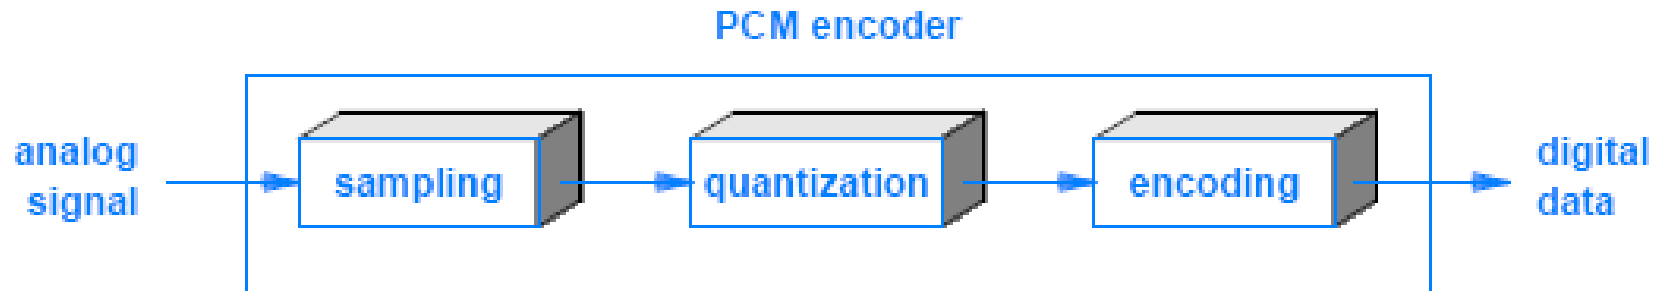 PCM encoder
analog
signal
sampling
quantization
encoding
digital
data